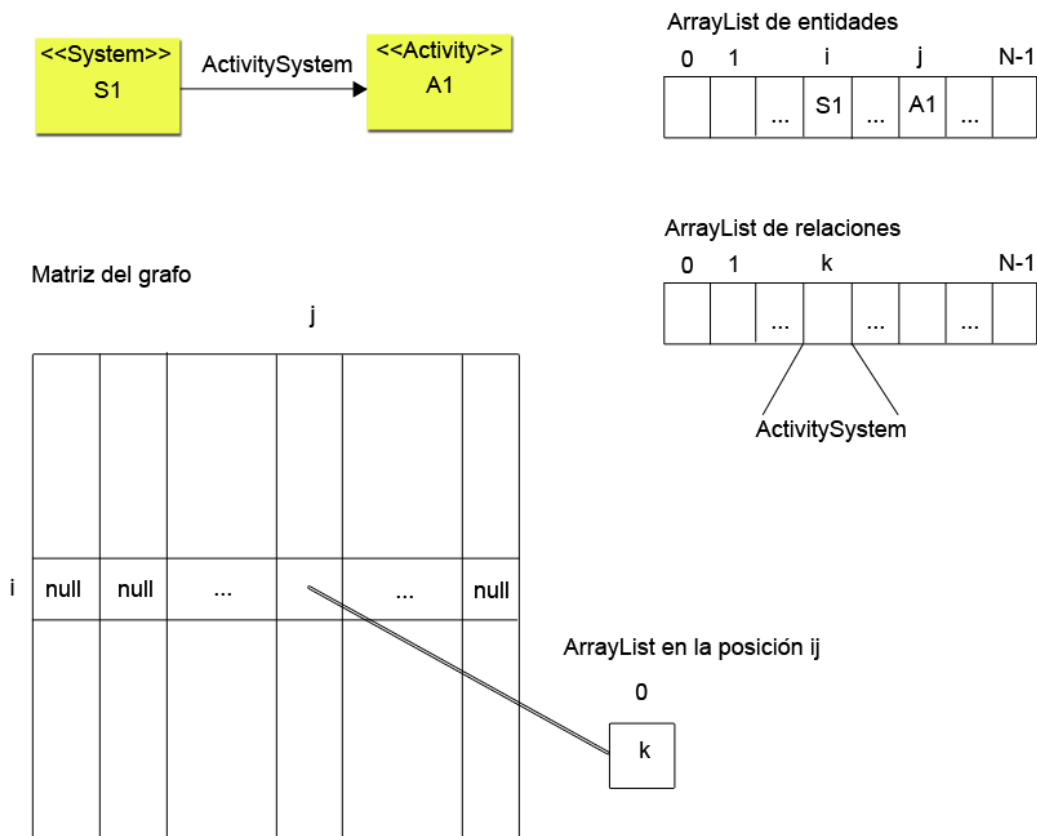 <<System>>
S1
ActivitySystem
<<Activity>>
A1
ArrayList de entidades
0 1 i j N-1
... S1 ... A1 ...
ArrayList de relaciones
0 1 k N-1
... ... ...
ActivitySystem
Matriz del grafo
j
i null null ... ... null
ArrayList en la posición ij
0
k